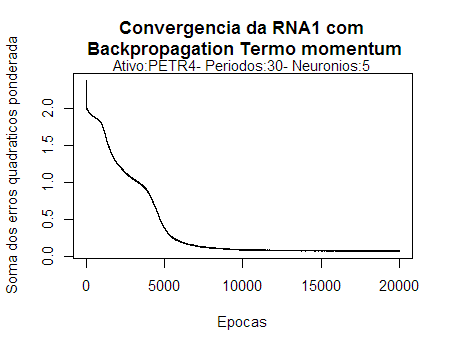 Convergencia da RNA1 com
Backpropagation Termo momentum
Ativo:PETR4- Periodos:30- Neuronios:5
Soma dos erros quadraticos ponderada
2.0
1.5
1.0
0.5
0.0
0 5000 10000 15000 20000
Epocas